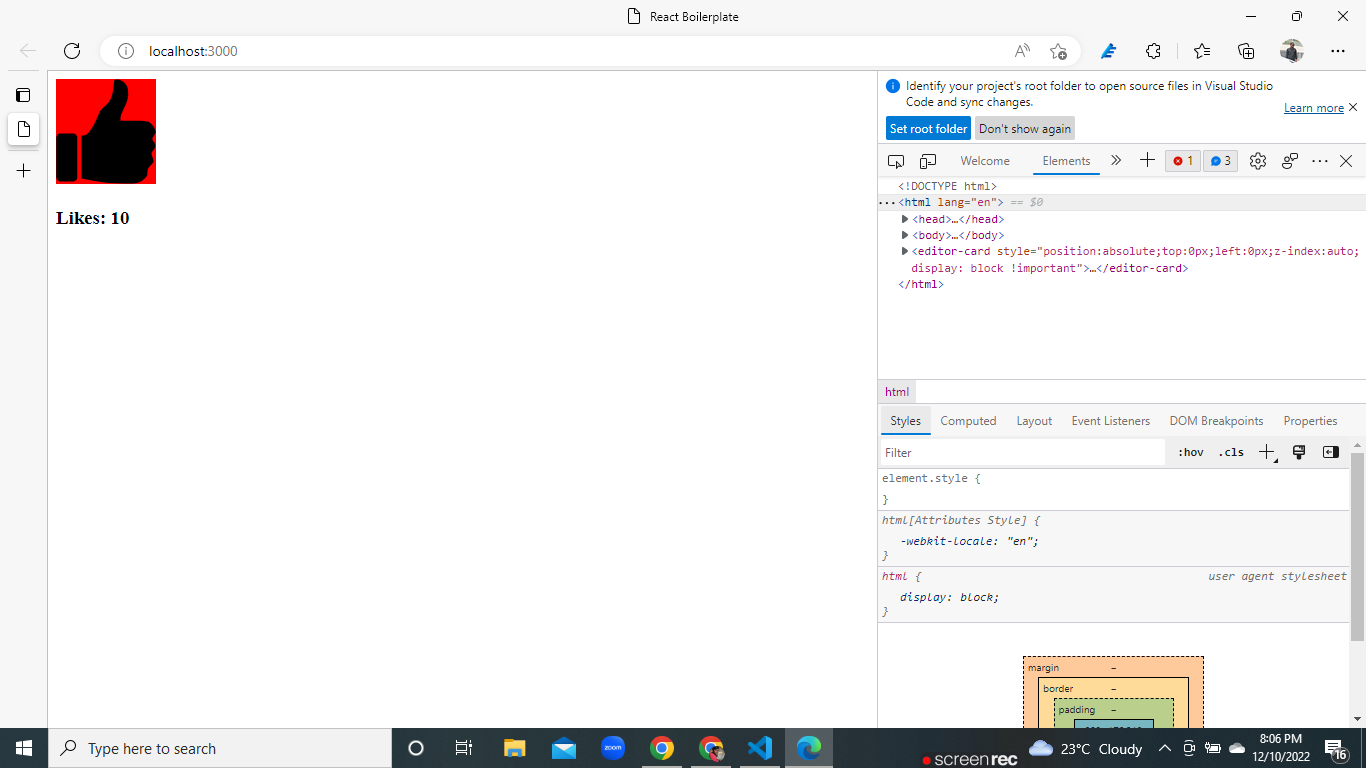 React Boilerplate
localhost:3000
Likes: 10
Identify your project's root folder to open source files in Visual Studio
Code and sync changes.
Learn more
Set root folder
Don't show again
Welcome
Elements
1
3
<!DOCTYPE html>
<html lang="en"> == $0
<head>…</head>
<body>…</body>
<editor-card style="position:absolute;top:0px;left:0px;z-index:auto;
display: block !important">…</editor-card>
</html>
html
Styles
Computed
Layout
Event Listeners
DOM Breakpoints
Properties
Filter
:hov
.cls
element.style {
}
html[Attributes Style] {
-webkit-locale: "en";
}
html {
user agent stylesheet
display: block;
}
margin
–
border
–
padding
–
Type here to search
zoom
screenrec
23°C Cloudy
8:06 PM
12/10/2022
16